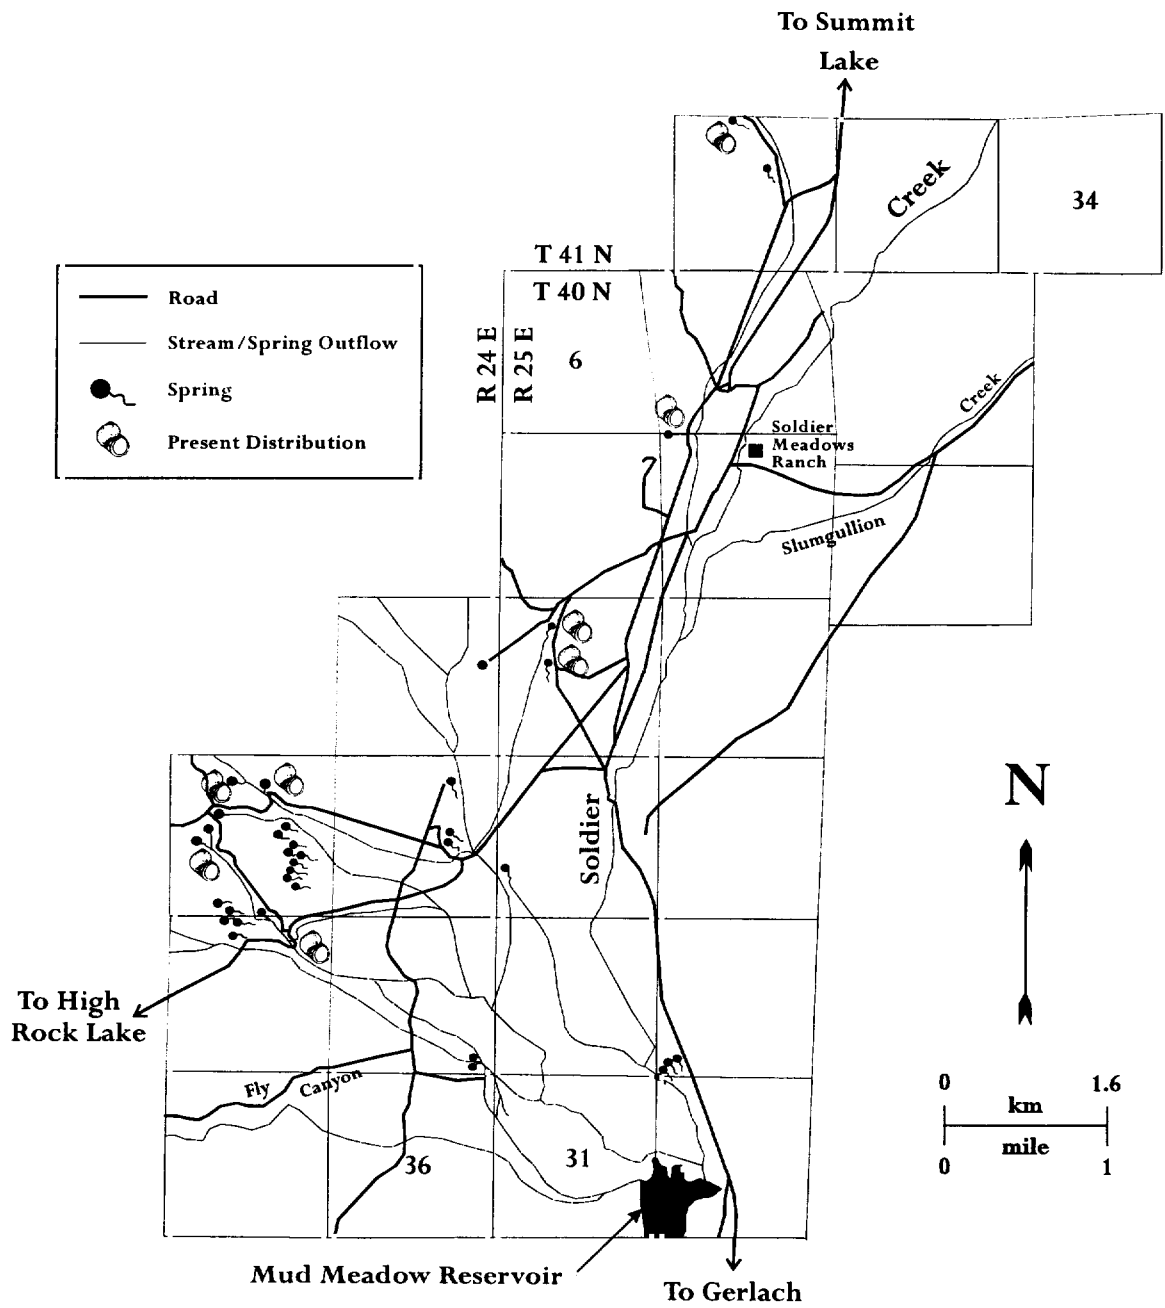 To Summit
Lake
Creek
34
T 41 N
T 40 N
R 24 E
R 25 E
6
Road
Stream/Spring Outflow
Spring
Present Distribution
Creek
Soldier
Meadows
Ranch
Slumgullion
N
Soldier
To High
Rock Lake
Fly Canyon
0 1.6
km
mile
0 1
36
31
Mud Meadow Reservoir
To Gerlach